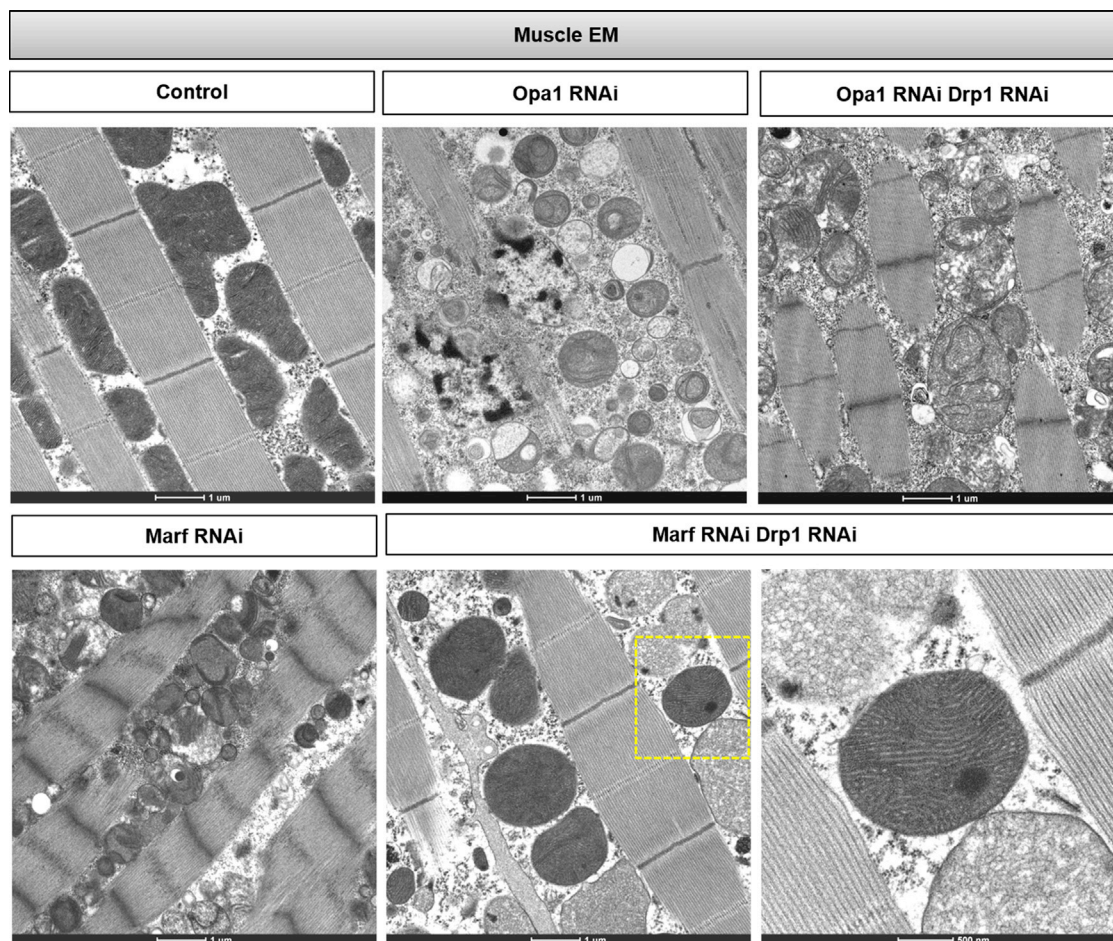 Muscle EM
Control
Opa1 RNAi
Opa1 RNAi Drp1 RNAi
1 um
1 um
1 um
Marf RNAi
Marf RNAi Drp1 RNAi
1 um
1 um
500 nm